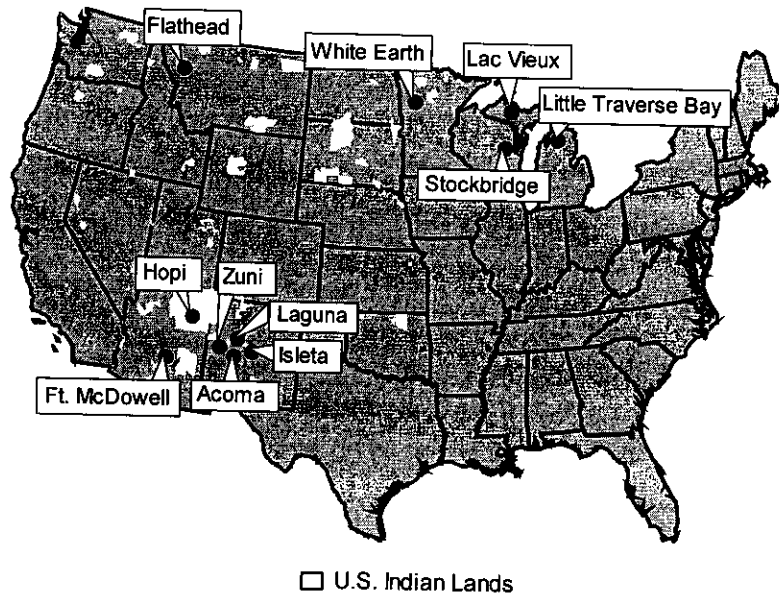 Flathead
White Earth
Lac Vieux
Little Traverse Bay
Stockbridge
Hopi
Zuni
Laguna
Isleta
Ft. McDowell
Acoma
U.S. Indian Lands